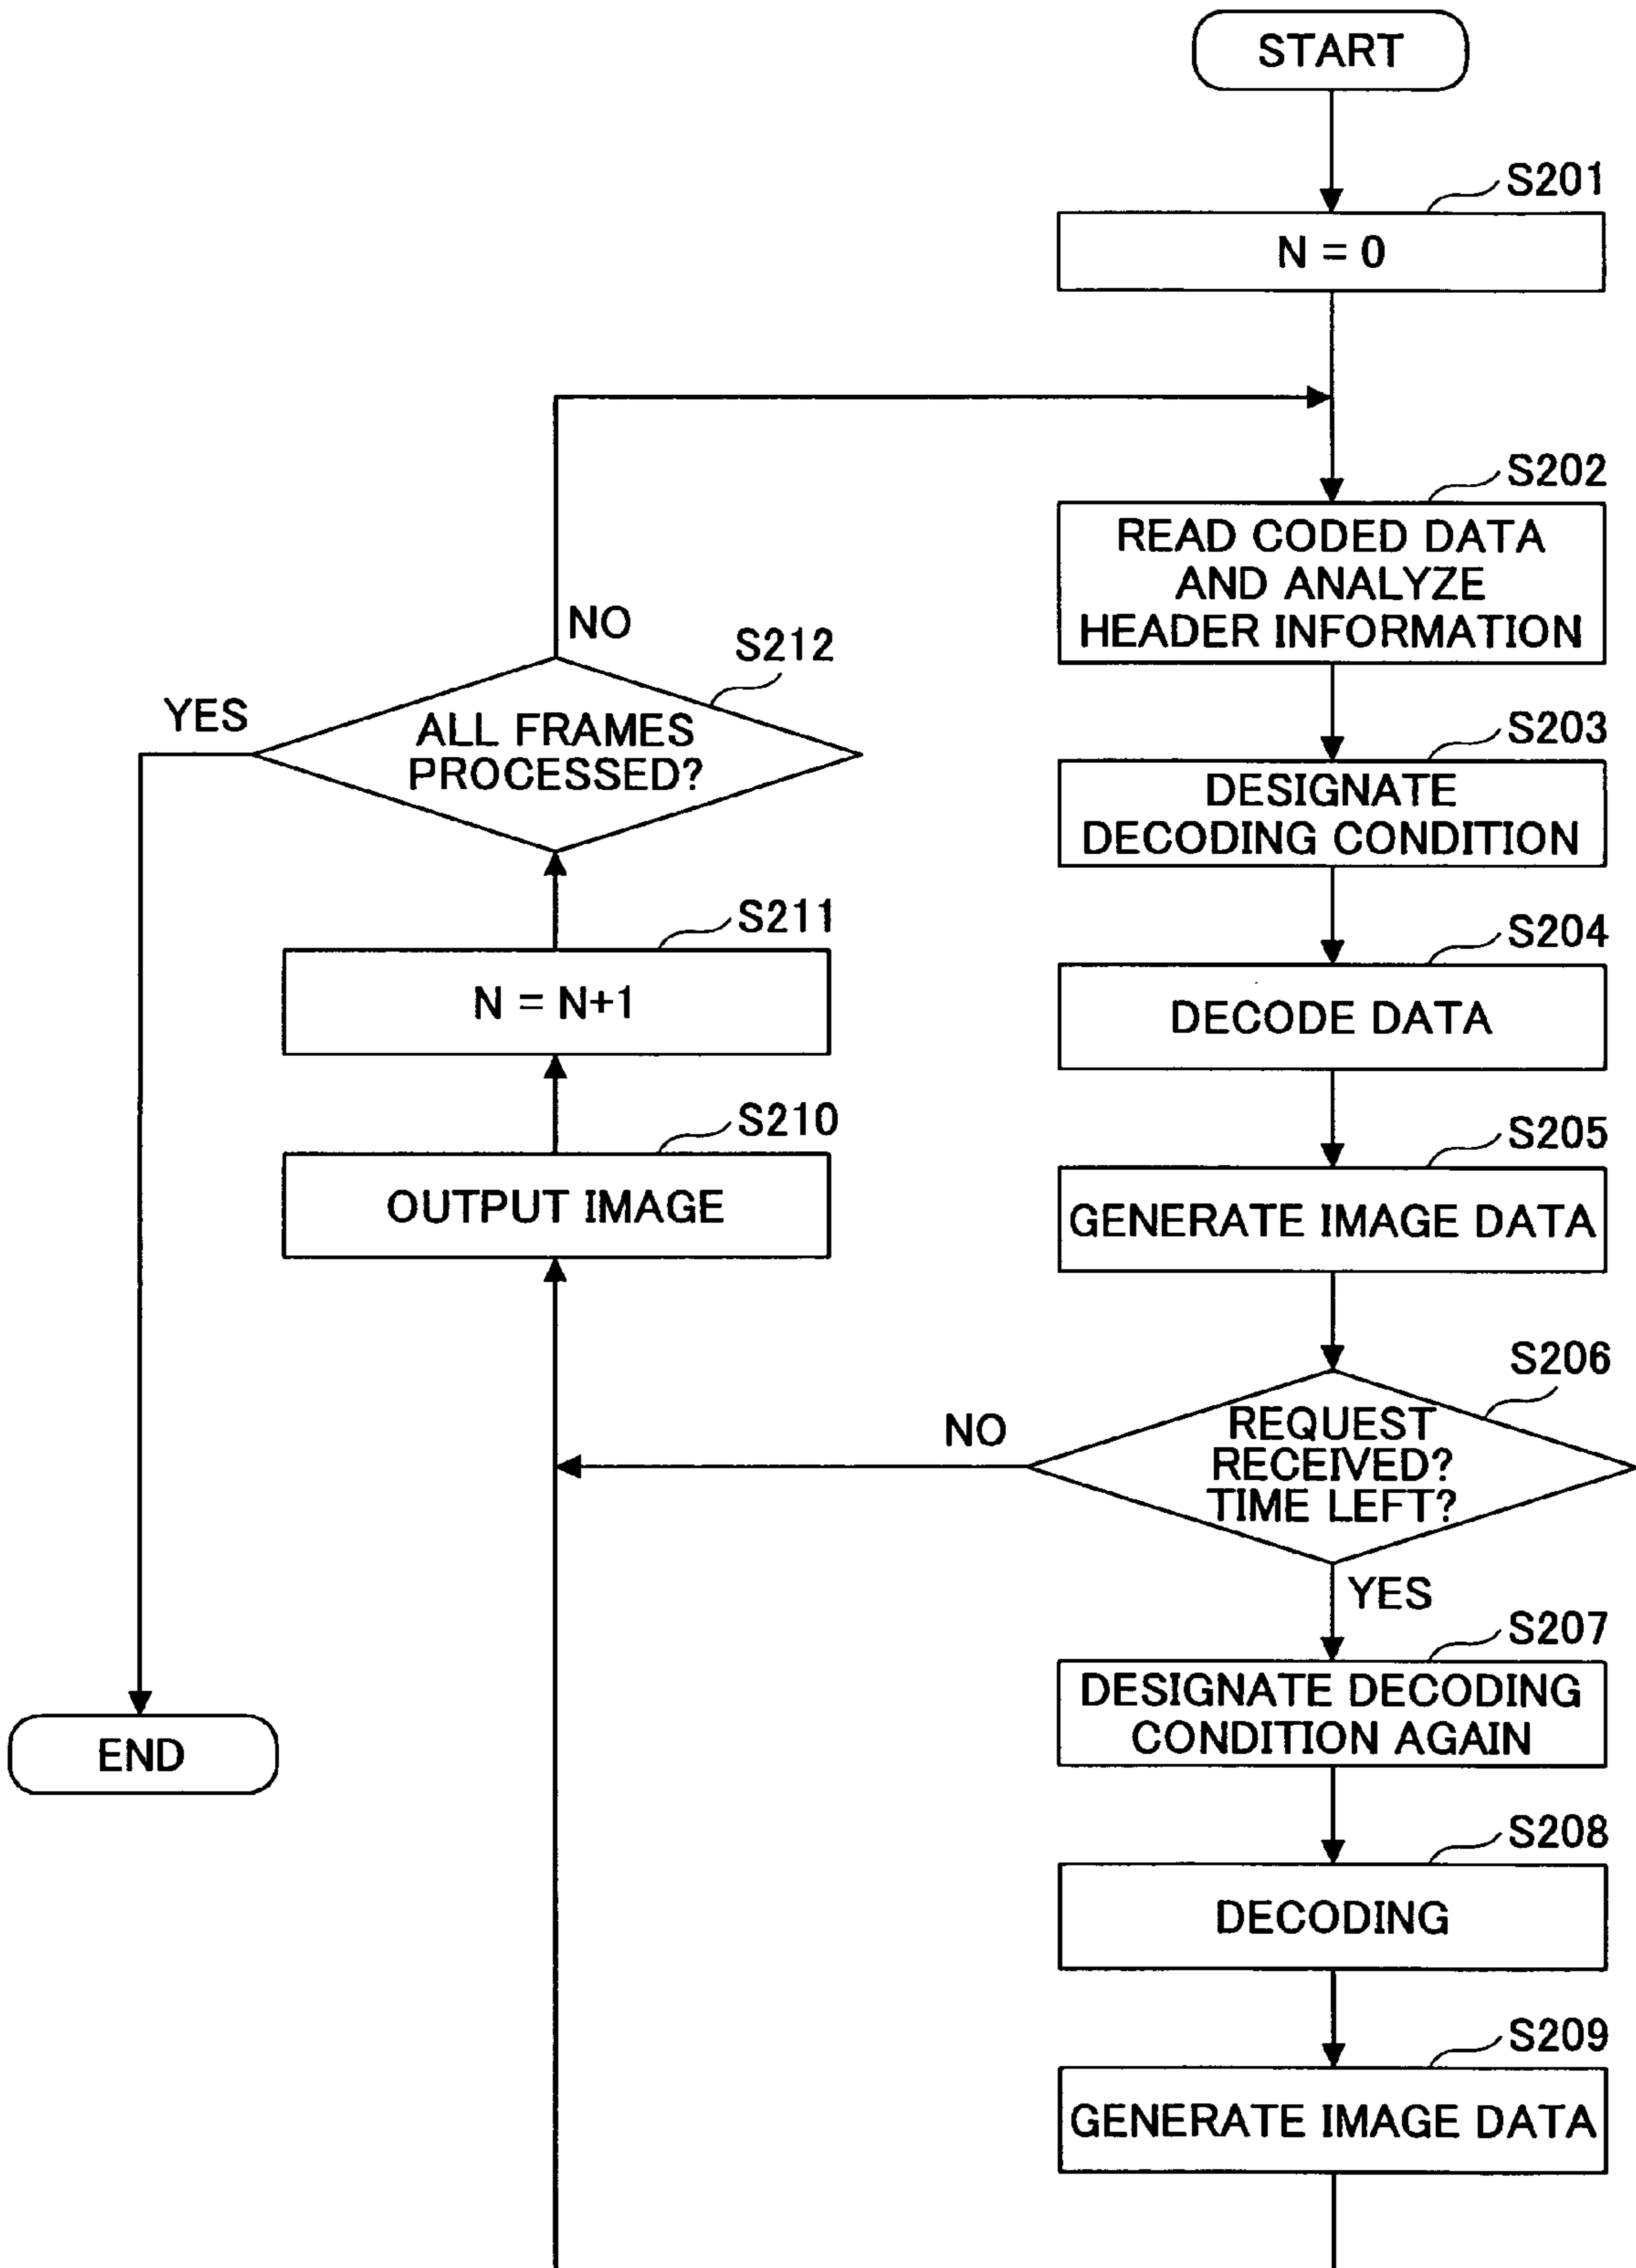 START
S201
N = 0
S202
READ CODED DATA
AND ANALYZE
HEADER INFORMATION
S203
DESIGNATE
DECODING CONDITION
S204
DECODE DATA
S205
GENERATE IMAGE DATA
S206
REQUEST
RECEIVED?
TIME LEFT?
NO
YES
S207
DESIGNATE DECODING
CONDITION AGAIN
S208
DECODING
S209
GENERATE IMAGE DATA
S210
OUTPUT IMAGE
S211
N = N+1
S212
ALL FRAMES
PROCESSED?
NO
YES
END